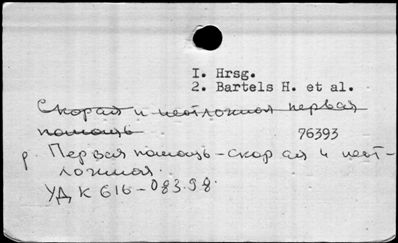 I. Hrsg.
2. Bartels H. et al.
Скорая и неотложная первая
помощь
76393
р. Первая помощь - скорая и неот-
ложная.
УДК 616-083.98